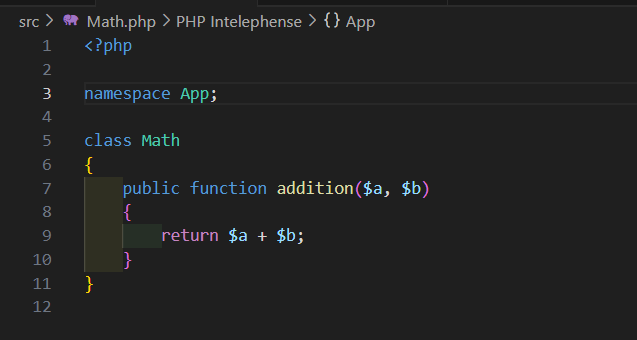 src > Math.php > PHP Intelephense > {} App
1 <?php
2
3 namespace App;
4
5 class Math
6 {
7     public function addition($a, $b)
8     {
9         return $a + $b;
10     }
11 }
12